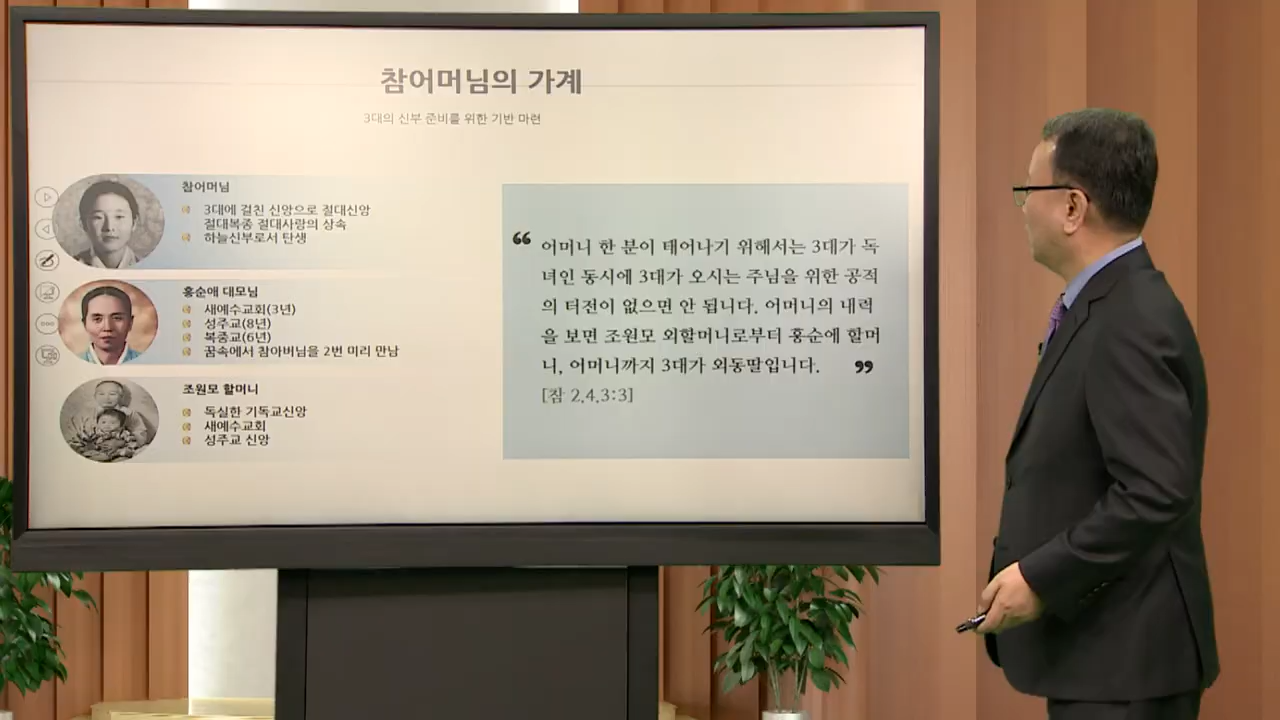 참어머님의 가계
3대의 신부 준비를 위한 기반 마련
참어머님
3대에 걸친 신앙으로 절대신앙
절대복종 절대사랑의 상속
하늘신부로서 탄생
홍순애 대모님
새예수교회(3년)
성주교(8년)
복중교(6년)
꿈속에서 참아버님을 2번 미리 만남
조원모 할머니
독실한 기독교신앙
새예수교회
성주교 신앙
“ 어머니 한 분이 태어나기 위해서는 3대가 독
녀인 동시에 3대가 오시는 주님을 위한 공적
의 터전이 없으면 안 됩니다. 어머니의 내력
을 보면 조원모 외할머니로부터 홍순애 할머
니, 어머니까지 3대가 외동딸입니다. ”
[참 2.4.3:3]